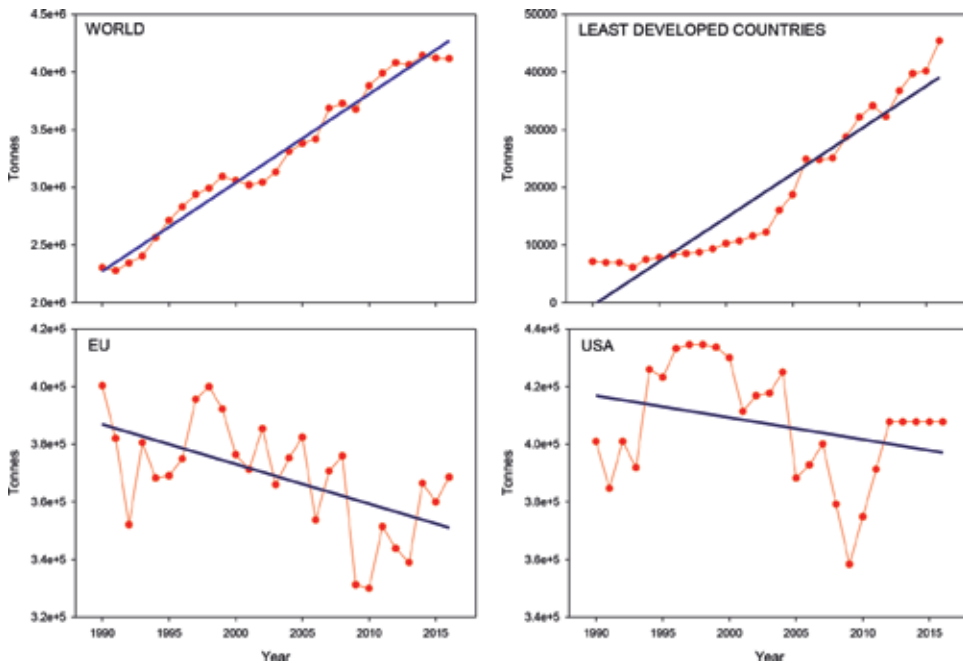 WORLD
4.5e+6
4.0e+6
3.5e+6
3.0e+6
2.5e+6
2.0e+6
Tonnes
LEAST DEVELOPED COUNTRIES
50000
40000
30000
20000
10000
0
Tonnes
EU
4.2e+5
4.0e+5
3.8e+5
3.6e+5
3.4e+5
3.2e+5
Tonnes
1990 1995 2000 2005 2010 2015
Year
USA
4.4e+5
4.2e+5
4.0e+5
3.8e+5
3.6e+5
3.4e+5
Tonnes
1990 1995 2000 2005 2010 2015
Year